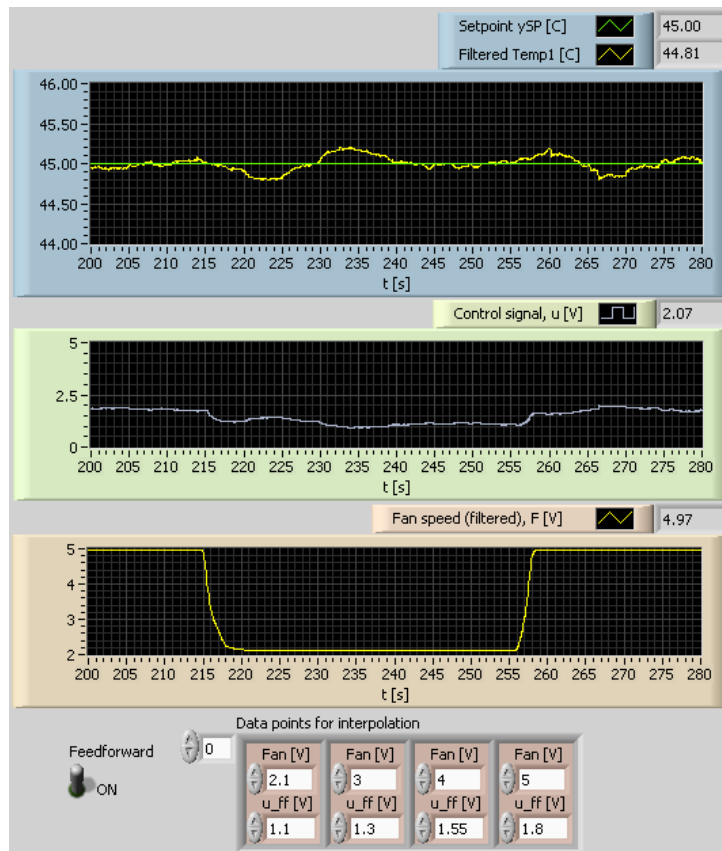 Setpoint ySP [C] 45.00
Filtered Temp1 [C] 44.81
46.00
45.50
45.00
44.50
44.00
200 205 210 215 220 225 230 235 240 245 250 255 260 265 270 275 280
t [s]
Control signal, u [V] 2.07
5
2.5
0
200 205 210 215 220 225 230 235 240 245 250 255 260 265 270 275 280
t [s]
Fan speed (filtered), F [V] 4.97
5
4
3
2
200 205 210 215 220 225 230 235 240 245 250 255 260 265 270 275 280
t [s]
Data points for interpolation
Feedforward 0
ON
Fan [V] Fan [V] Fan [V] Fan [V]
2.1 3 4 5
u_ff [V] u_ff [V] u_ff [V] u_ff [V]
1.1 1.3 1.55 1.8